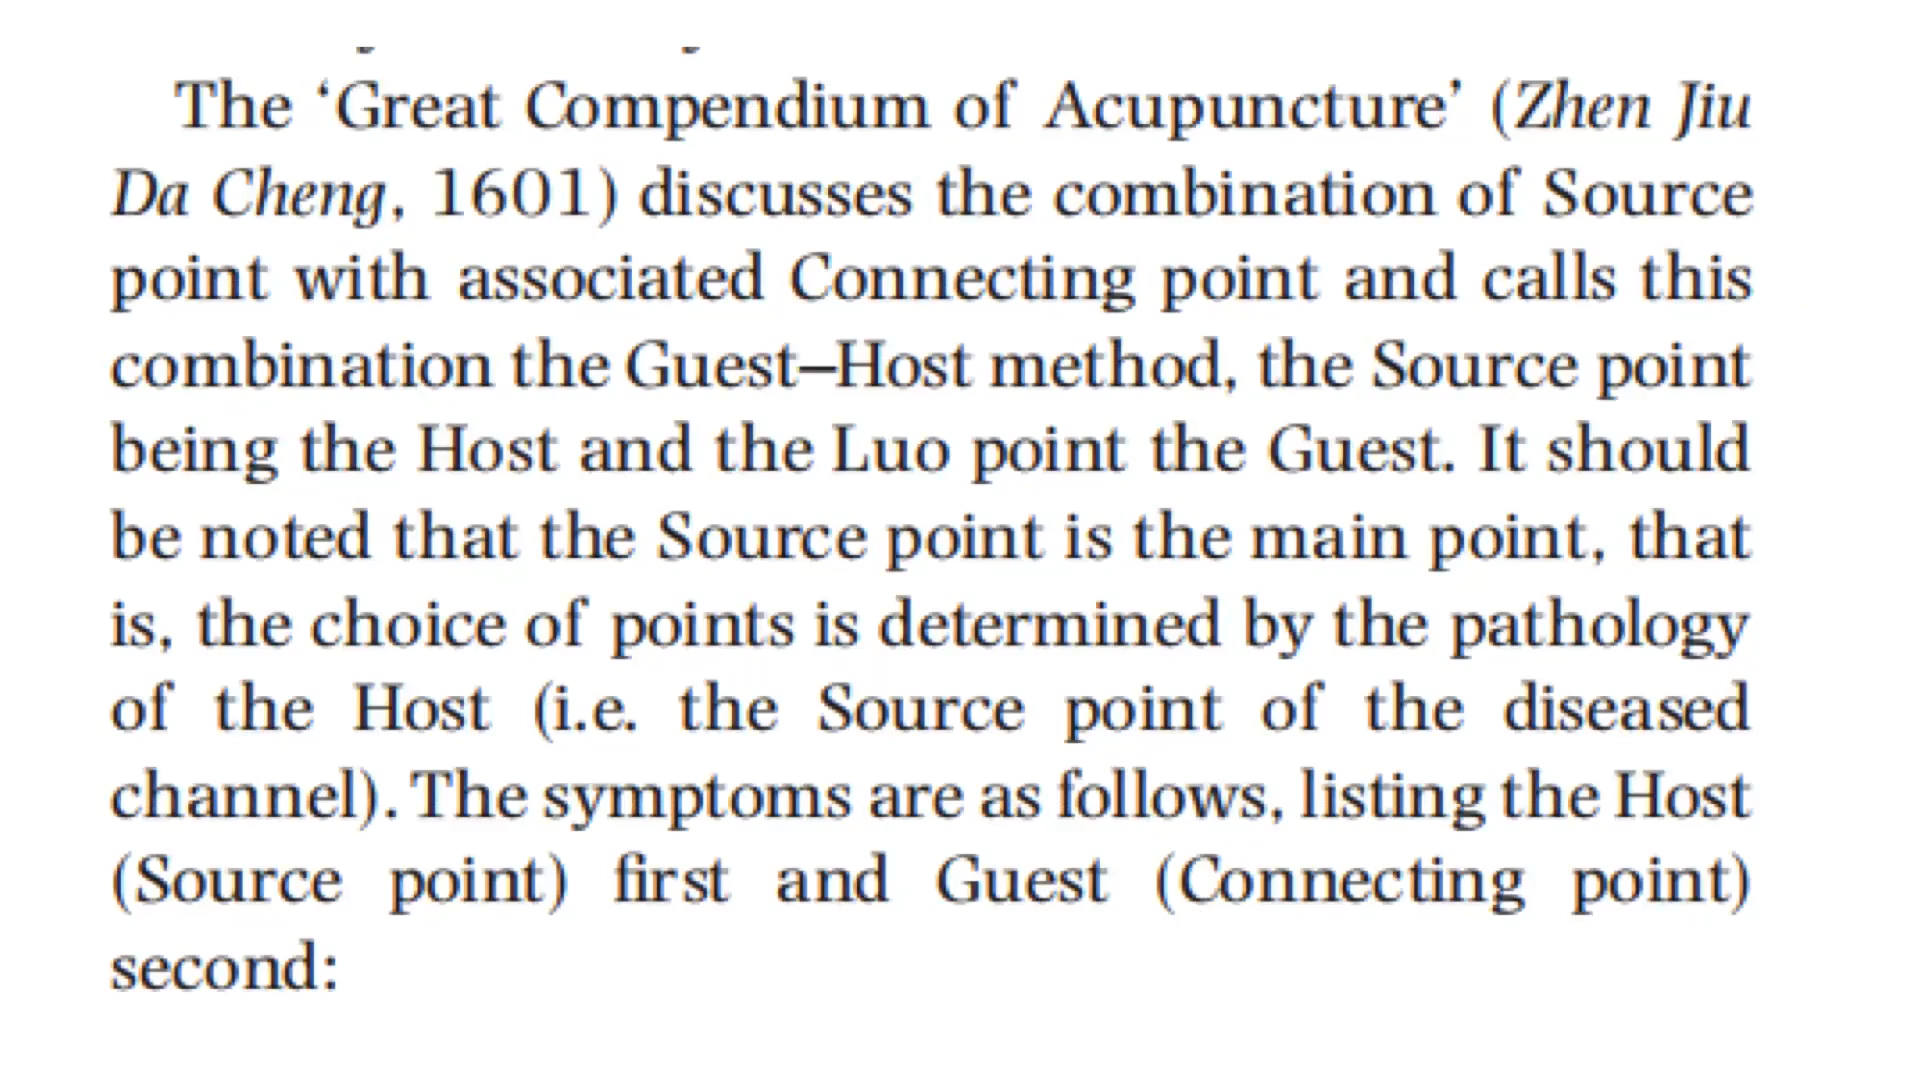 The ‘Great Compendium of Acupuncture’ (Zhen Jiu
Da Cheng, 1601) discusses the combination of Source
point with associated Connecting point and calls this
combination the Guest–Host method, the Source point
being the Host and the Luo point the Guest. It should
be noted that the Source point is the main point, that
is, the choice of points is determined by the pathology
of the Host (i.e. the Source point of the diseased
channel). The symptoms are as follows, listing the Host
(Source point) first and Guest (Connecting point)
second: